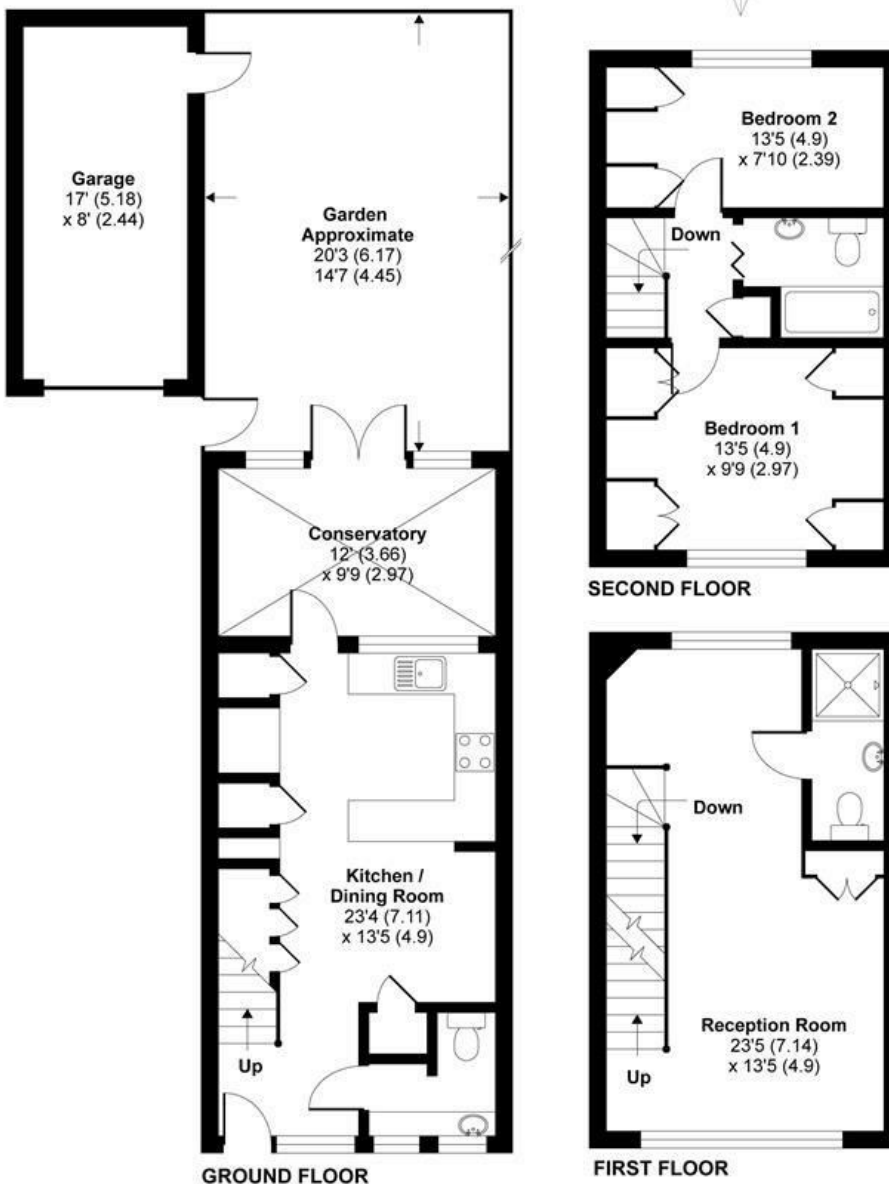 Garage
17' (5.18)
x 8' (2.44)
Garden
Approximate
20'3 (6.17)
14'7 (4.45)
Conservatory
12' (3.66)
x 9'9 (2.97)
Kitchen /
Dining Room
23'4 (7.11)
x 13'5 (4.9)
Up
GROUND FLOOR
Bedroom 2
13'5 (4.9)
x 7'10 (2.39)
Down
Bedroom 1
13'5 (4.9)
x 9'9 (2.97)
SECOND FLOOR
Down
Reception Room
23'5 (7.14)
x 13'5 (4.9)
Up
FIRST FLOOR